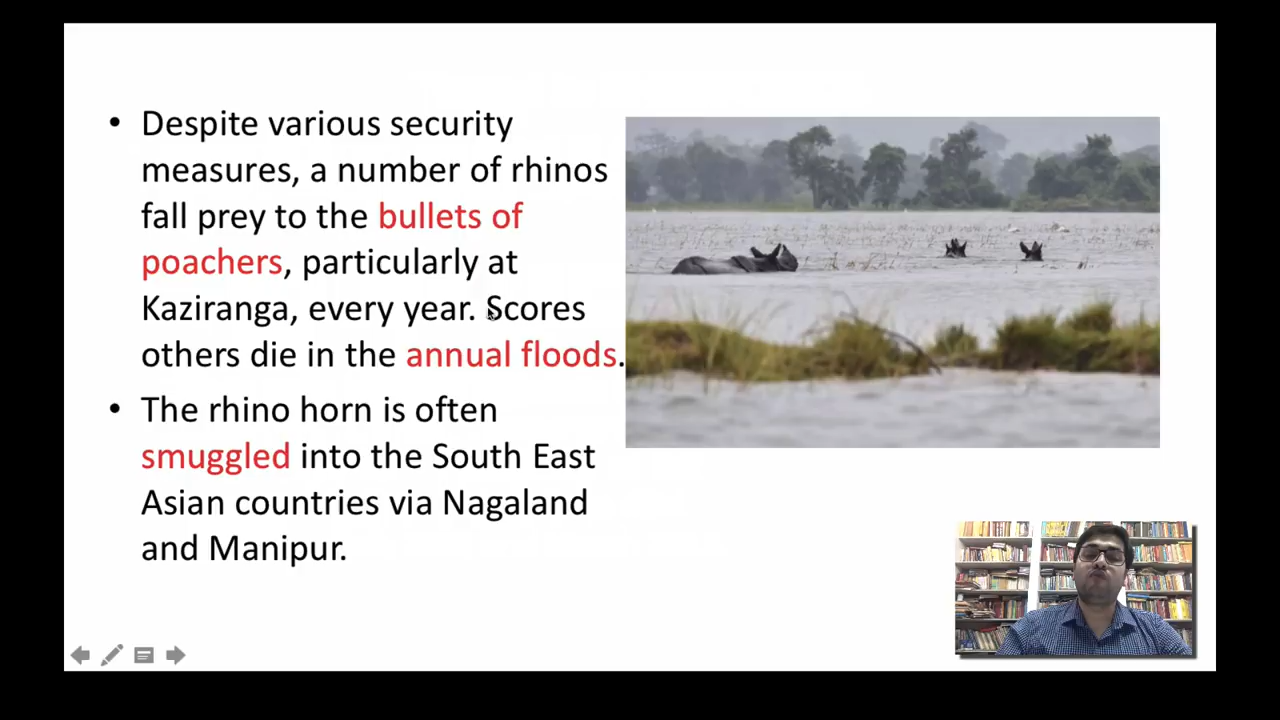 • Despite various security
measures, a number of rhinos
fall prey to the bullets of
poachers, particularly at
Kaziranga, every year. Scores
others die in the annual floods.
• The rhino horn is often
smuggled into the South East
Asian countries via Nagaland
and Manipur.